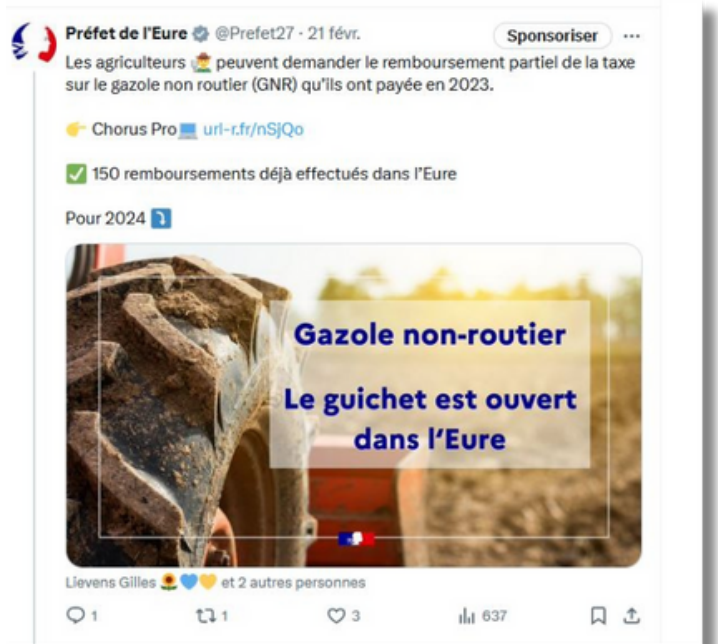 Préfet de l'Eure @Prefet27 · 21 févr.
Sponsoriser
Les agriculteurs 👨‍🌾 peuvent demander le remboursement partiel de la taxe
sur le gazole non routier (GNR) qu'ils ont payée en 2023.
👉 Chorus Pro💻 url-r.fr/nSjQo
✅ 150 remboursements déjà effectués dans l'Eure
Pour 2024 ⤵️
Gazole non-routier
Le guichet est ouvert
dans l'Eure
Lievens Gilles 🌻💙💛 et 2 autres personnes
1 1 3 637